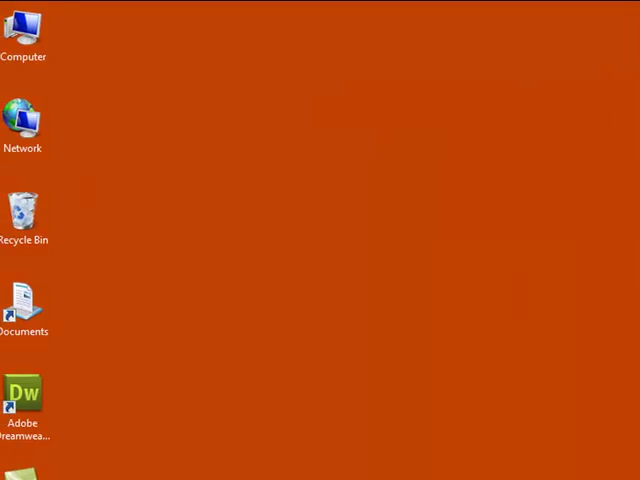 Computer
Network
Recycle Bin
Documents
Dw
Adobe
Dreamwea...